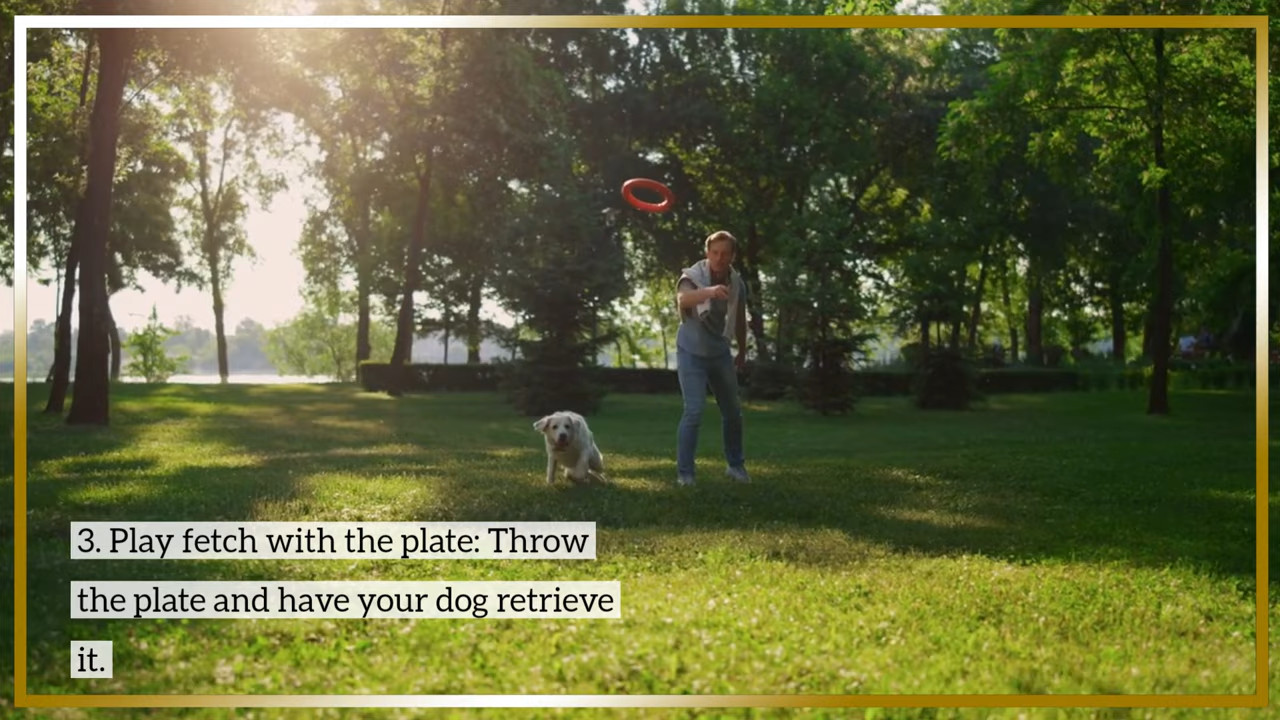 3. Play fetch with the plate: Throw
the plate and have your dog retrieve
it.